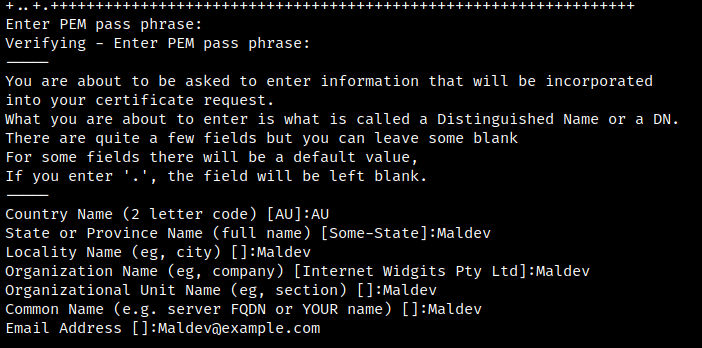 +..+.+++++++++++++++++++++++++++++++++++++++++++++++++++++++++++++++++
Enter PEM pass phrase:
Verifying - Enter PEM pass phrase:
-----
You are about to be asked to enter information that will be incorporated
into your certificate request.
What you are about to enter is what is called a Distinguished Name or a DN.
There are quite a few fields but you can leave some blank
For some fields there will be a default value,
If you enter '.', the field will be left blank.
-----
Country Name (2 letter code) [AU]:AU
State or Province Name (full name) [Some-State]:Maldev
Locality Name (eg, city) []:Maldev
Organization Name (eg, company) [Internet Widgits Pty Ltd]:Maldev
Organizational Unit Name (eg, section) []:Maldev
Common Name (e.g. server FQDN or YOUR name) []:Maldev
Email Address []:Maldev@example.com